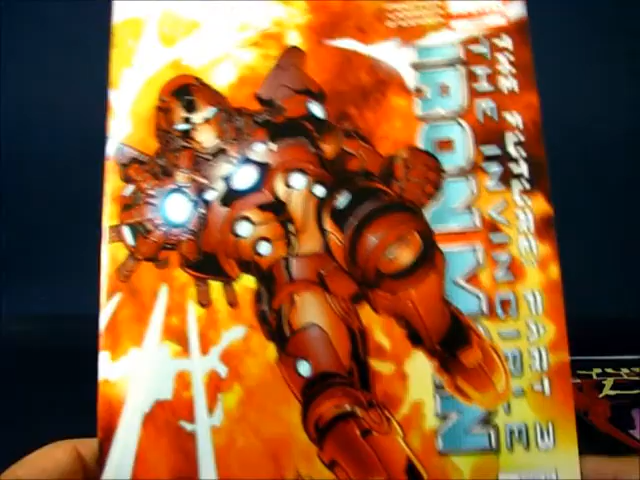 THE FUTURE PART 3
THE INVINCIBLE
IRON MAN